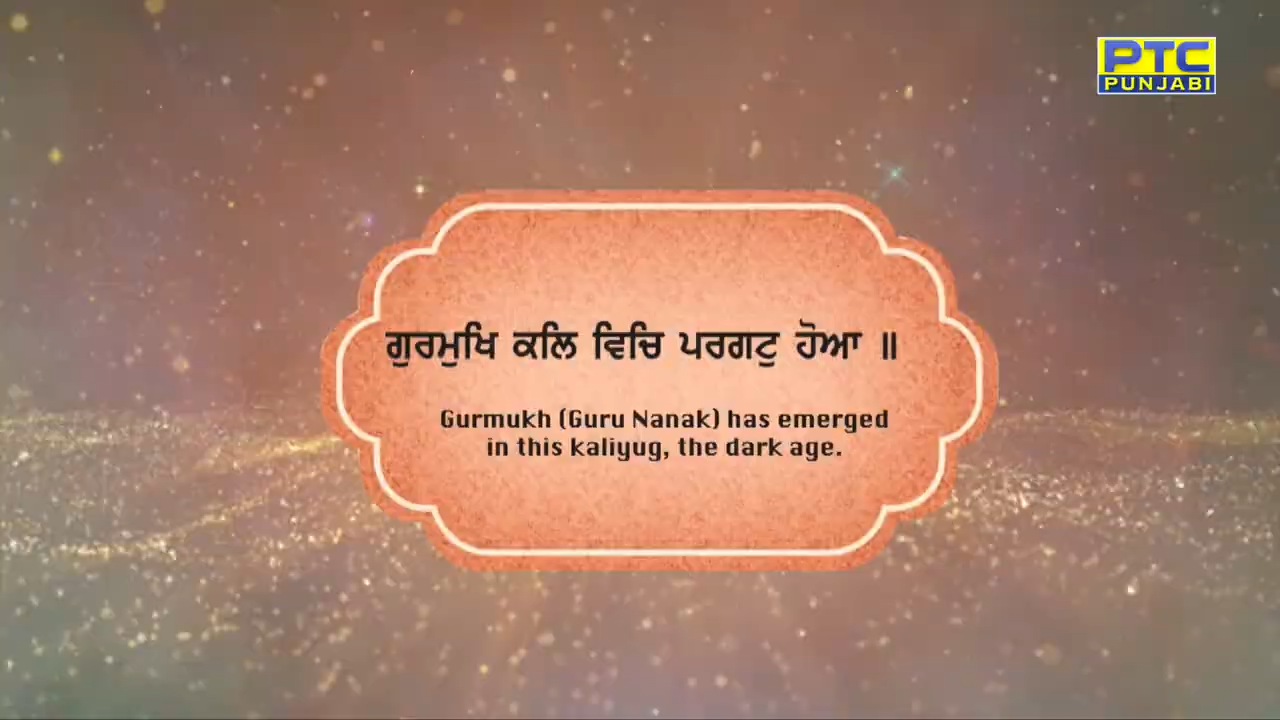 PTC
PUNJABI
ਗੁਰਮੁਖਿ ਕਲਿ ਵਿਚਿ ਪਰਗਟੁ ਹੋਆ ॥
Gurmukh (Guru Nanak) has emerged
in this kaliyug, the dark age.